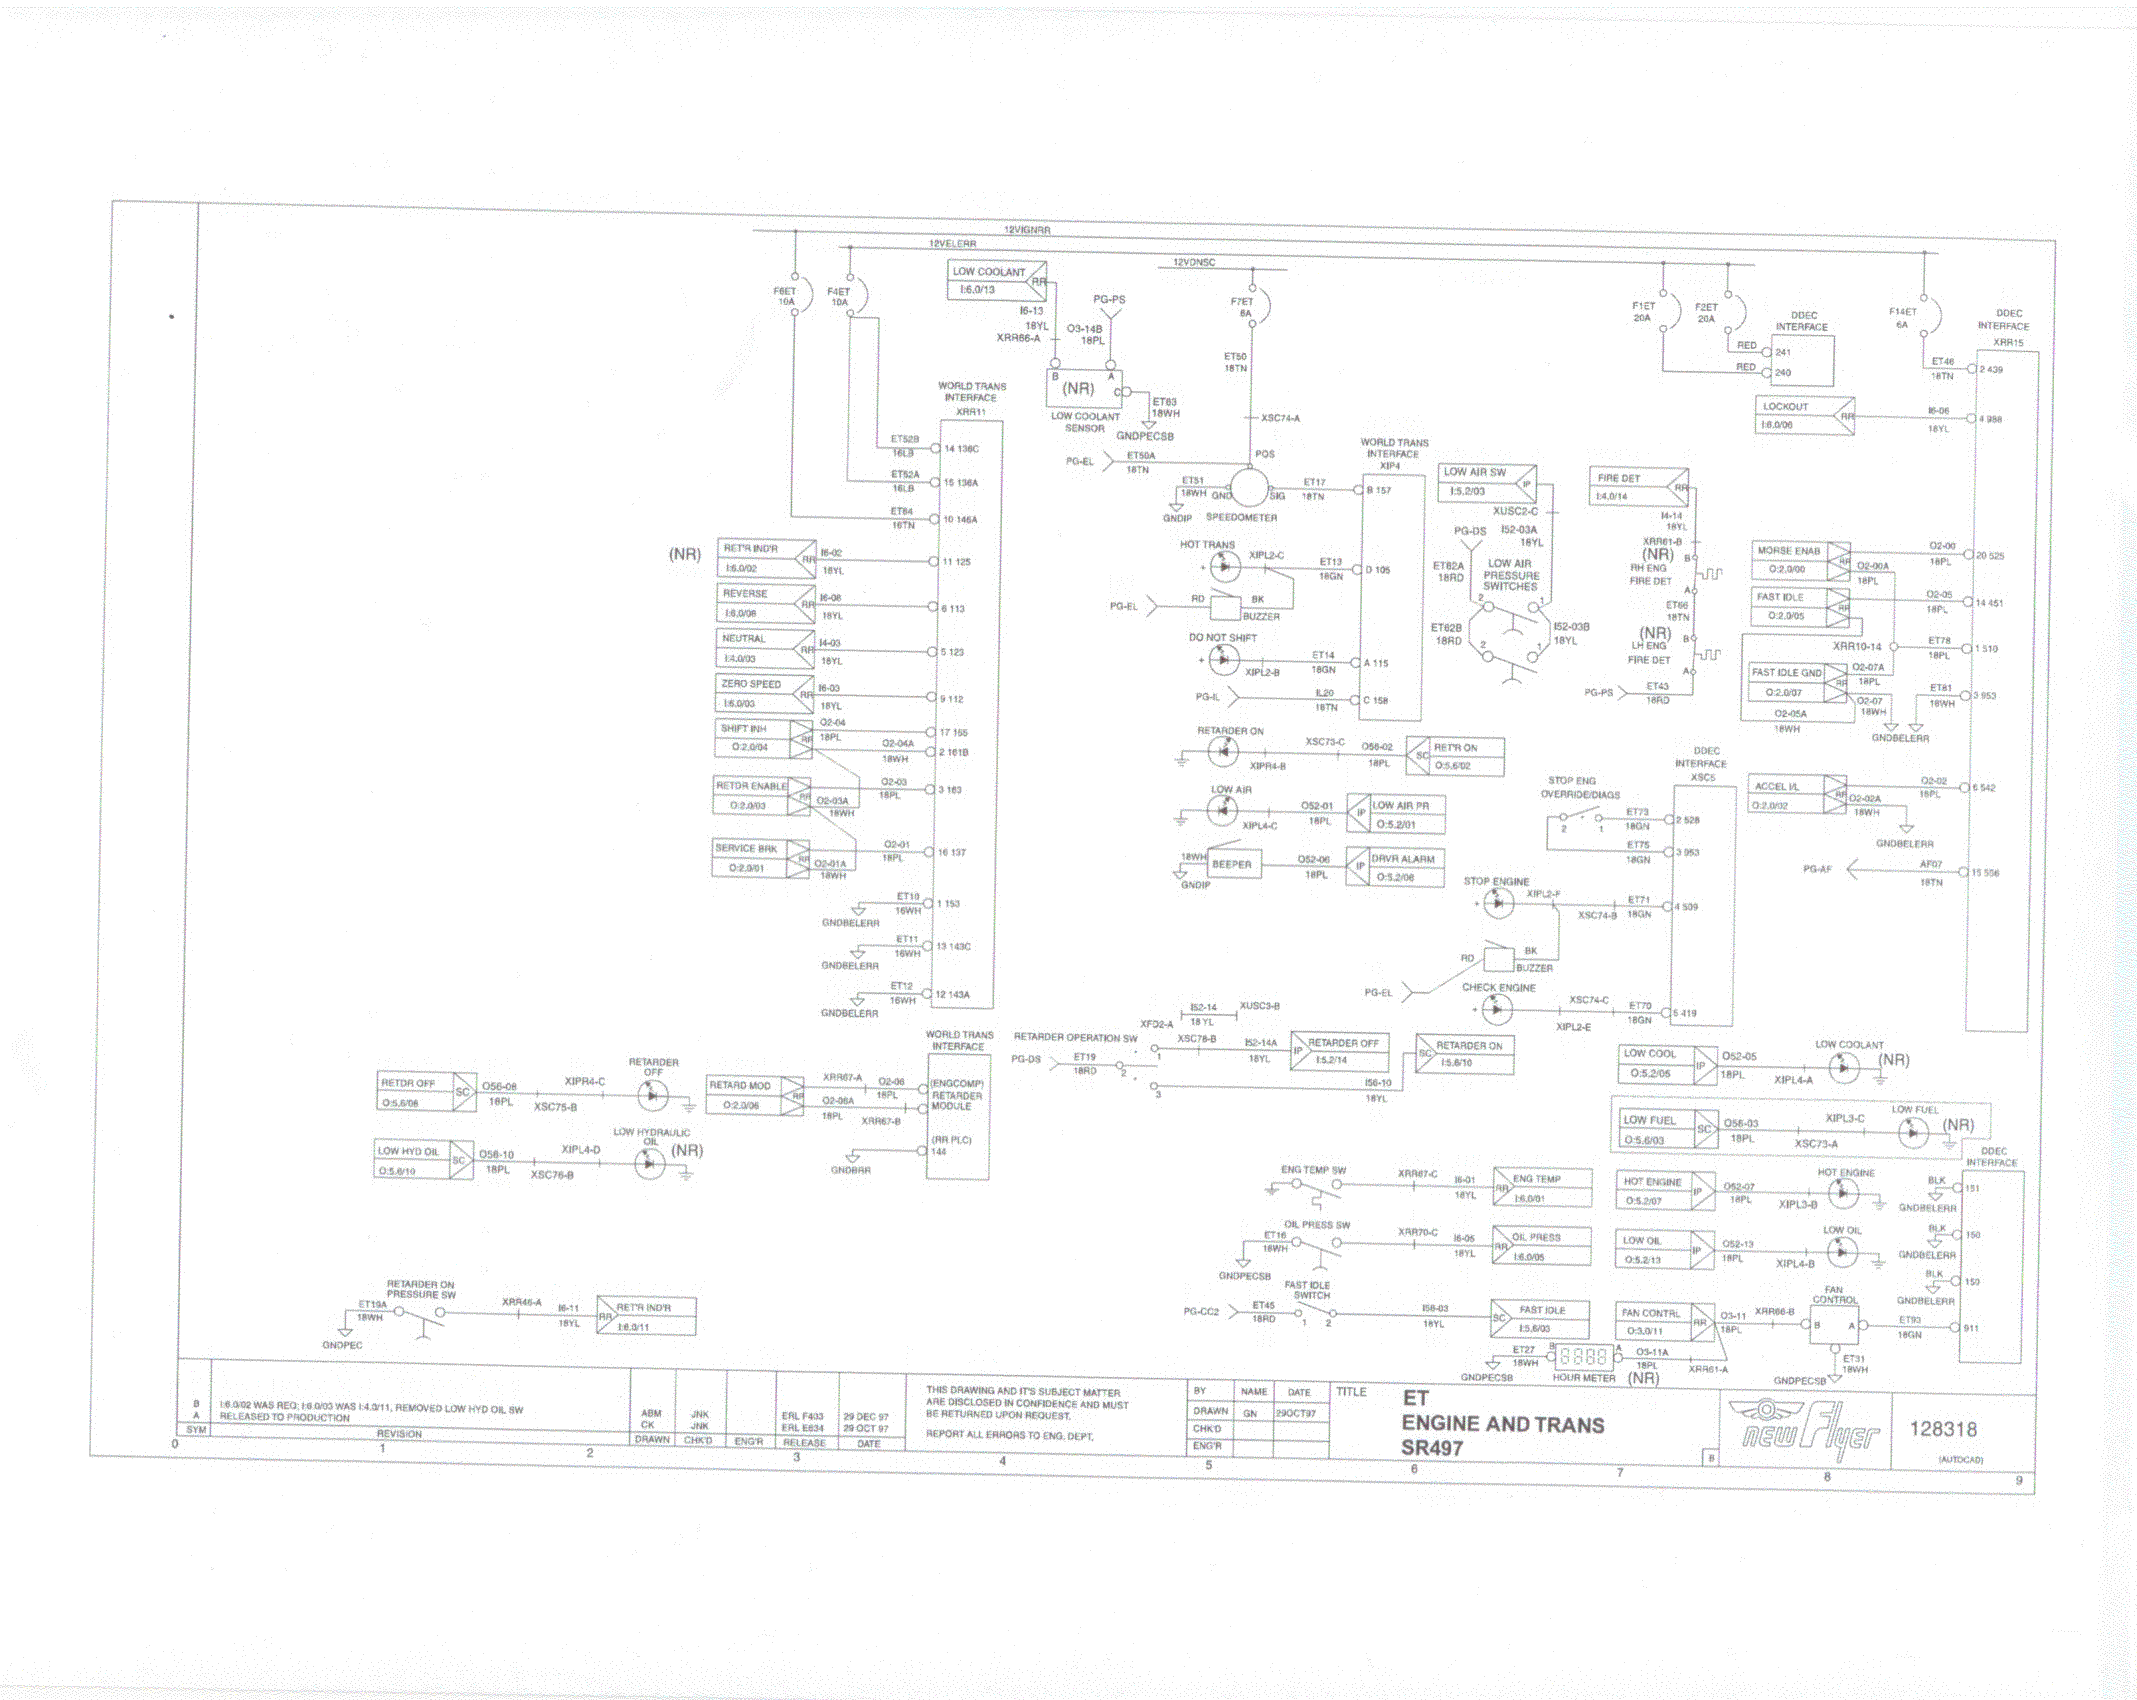 12VIGNRR
12VELERR
12VDNSC
F6ET
10A
F4ET
10A
LOW COOLANT
I:6.0/13
RR
I6-13
18YL
XRR66-A
PG-PS
O3-14B
18PL
B
A
(NR)
C
LOW COOLANT
SENSOR
ET63
18WH
GNDPECSB
F7ET
6A
ET50
18TN
XSC74-A
PG-EL
ET50A
18TN
POS
ET51
18WH
GND
SIG
GNDIP
SPEEDOMETER
ET17
18TN
F1ET
20A
F2ET
20A
DDEC
INTERFACE
RED
241
RED
240
F14ET
6A
DDEC
INTERFACE
XRR15
ET46
18TN
2 439
LOCKOUT
I:6.0/06
RR
I6-06
18YL
4 988
WORLD TRANS
INTERFACE
XRR11
ET52B
16LB
14 136C
ET52A
16LB
15 136A
ET84
16TN
10 146A
(NR)
RET'R IND'R
I:6.0/02
RR
I6-02
18YL
11 125
REVERSE
I:6.0/08
RR
I6-08
18YL
6 113
NEUTRAL
I:4.0/03
RR
I4-03
18YL
5 123
ZERO SPEED
I:6.0/03
RR
I6-03
18YL
9 112
SHIFT INH
O:2.0/04
RR
O2-04
18PL
17 155
O2-04A
18WH
2 161B
RETDR ENABLE
O:2.0/03
RR
O2-03
18PL
3 163
O2-03A
18WH
SERVICE BRK
O:2.0/01
RR
O2-01
18PL
16 137
O2-01A
18WH
ET10
16WH
1 153
GNDBELERR
ET11
16WH
13 143C
GNDBELERR
ET12
16WH
12 143A
GNDBELERR
WORLD TRANS
INTERFACE
XIP4
B 157
HOT TRANS
+
XIPL2-C
ET13
18GN
D 105
PG-EL
RD
BK
BUZZER
DO NOT SHIFT
+
XIPL2-B
ET14
18GN
A 115
PG-IL
IL20
18TN
C 158
LOW AIR SW
I:5.2/03
IP
XUSC2-C
PG-DS
I52-03A
18YL
ET62A
18RD
LOW AIR
PRESSURE
SWITCHES
2
1
ET62B
18RD
I52-03B
18YL
2
1
FIRE DET
I:4.0/14
RR
I4-14
18YL
XRR61-B
(NR)
B
RH ENG
FIRE DET
A
ET66
18TN
(NR)
B
LH ENG
FIRE DET
A
PG-PS
ET43
18RD
MORSE ENAB
O:2.0/00
RR
O2-00
18PL
20 525
O2-00A
18PL
FAST IDLE
O:2.0/05
RR
O2-05
18PL
14 451
XRR10-14
ET78
18PL
1 510
FAST IDLE GND
O:2.0/07
RR
O2-07A
18PL
O2-07
18WH
O2-05A
18WH
ET81
18WH
3 953
GNDBELERR
RETARDER ON
XIPR4-B
XSC73-C
O56-02
18PL
SC
RET'R ON
O:5.6/02
LOW AIR
XIPL4-C
O52-01
18PL
IP
LOW AIR PR
O:5.2/01
18WH
BEEPER
GNDIP
O52-06
18PL
IP
DRVR ALARM
O:5.2/06
DDEC
INTERFACE
XSC5
STOP ENG
OVERRIDE/DIAGS
2
1
ET73
18GN
2 528
ET75
18GN
3 953
STOP ENGINE
+
XIPL2-F
XSC74-B
ET71
18GN
4 509
RD
BK
BUZZER
PG-EL
CHECK ENGINE
+
XSC74-C
XIPL2-E
ET70
18GN
5 419
ACCEL I/L
O:2.0/02
RR
O2-02
18PL
6 542
O2-02A
18WH
GNDBELERR
PG-AF
AF07
18TN
15 556
RETDR OFF
O:5.6/08
SC
O56-08
18PL
XSC75-B
XIPR4-C
RETARDER
OFF
LOW HYD OIL
O:5.6/10
SC
O56-10
18PL
XSC76-B
XIPL4-D
LOW HYDRAULIC
OIL
(NR)
RETARD MOD
O:2.0/06
RR
XRR67-A
O2-06
18PL
O2-06A
18PL
XRR67-B
WORLD TRANS
INTERFACE
(ENGCOMP)
RETARDER
MODULE
(RR PLC)
144
GNDBRR
RETARDER OPERATION SW
PG-DS
ET19
18RD
2
1
3
XFD2-A
I52-14
18 YL
XUSC3-B
XSC78-B
I52-14A
18YL
IP
RETARDER OFF
I:5.2/14
I56-10
18YL
SC
RETARDER ON
I:5.6/10
LOW COOL
O:5.2/05
IP
O52-05
18PL
XIPL4-A
LOW COOLANT
(NR)
LOW FUEL
O:5.6/03
SC
O56-03
18PL
XSC73-A
XIPL3-C
LOW FUEL
(NR)
ENG TEMP SW
XRR67-C
I6-01
18YL
RR
ENG TEMP
I:6.0/01
HOT ENGINE
O:5.2/07
IP
O52-07
18PL
XIPL3-B
HOT ENGINE
DDEC
INTERFACE
BLK
151
GNDBELERR
OIL PRESS SW
ET16
18WH
GNDPECSB
XRR70-C
I6-05
18YL
RR
OIL PRESS
I:6.0/05
LOW OIL
O:5.2/13
IP
O52-13
18PL
XIPL4-B
LOW OIL
BLK
150
GNDBELERR
BLK
150
GNDBELERR
RETARDER ON
PRESSURE SW
ET19A
18WH
GNDPEC
XRR46-A
I6-11
18YL
RR
RET'R IND'R
I:6.0/11
FAST IDLE
SWITCH
PG-CC2
ET45
18RD
1
2
I56-03
18YL
SC
FAST IDLE
I:5.6/03
FAN CONTRL
O:3.0/11
RR
O3-11
18PL
XRR66-B
FAN
CONTROL
B
A
ET93
18GN
911
ET31
18WH
GNDPECSB
ET27
18WH
GNDPECSB
B
A
8888
HOUR METER
(NR)
O3-11A
18PL
XRR61-A
B I:6.0/02 WAS REQ; I:6.0/03 WAS I:4.0/11, REMOVED LOW HYD OIL SW
A RELEASED TO PRODUCTION
SYM REVISION
ABM JNK ERL F403 29 DEC 97
CK JNK ERL E834 29 OCT 97
DRAWN CHK'D ENG'R RELEASE DATE
THIS DRAWING AND IT'S SUBJECT MATTER
ARE DISCLOSED IN CONFIDENCE AND MUST
BE RETURNED UPON REQUEST.
REPORT ALL ERRORS TO ENG. DEPT.
BY NAME DATE
DRAWN GN 29OCT97
CHK'D
ENG'R
TITLE
ET
ENGINE AND TRANS
SR497
B
NEW Flyer
128318
(AUTOCAD)
0 1 2 3 4 5 6 7 8 9